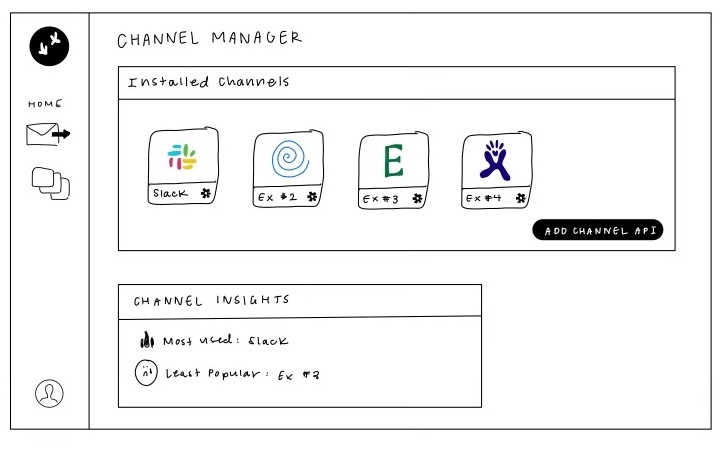 CHANNEL MANAGER
Installed Channels
HOME
E
Slack
Ex #2
Ex #3
Ex #4
ADD CHANNEL API
CHANNEL INSIGHTS
Most used: Slack
Least Popular: Ex #3